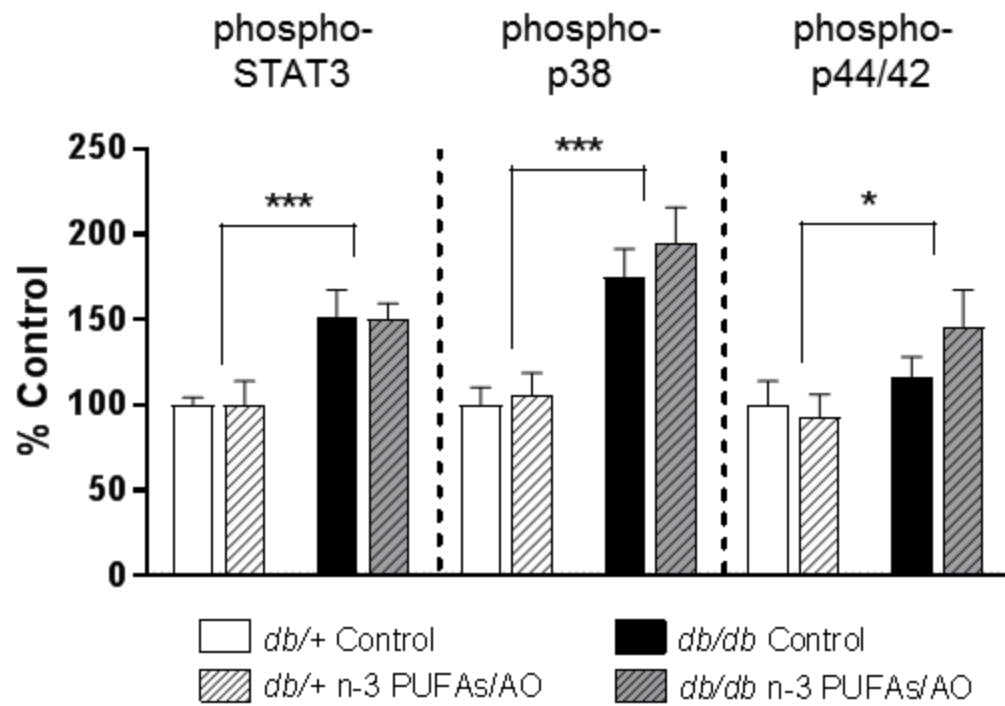 phospho-
STAT3
phospho-
p38
phospho-
p44/42
% Control
250
200
150
100
50
0
***
***
*
db/+ Control
db/db Control
db/+ n-3 PUFAs/AO
db/db n-3 PUFAs/AO